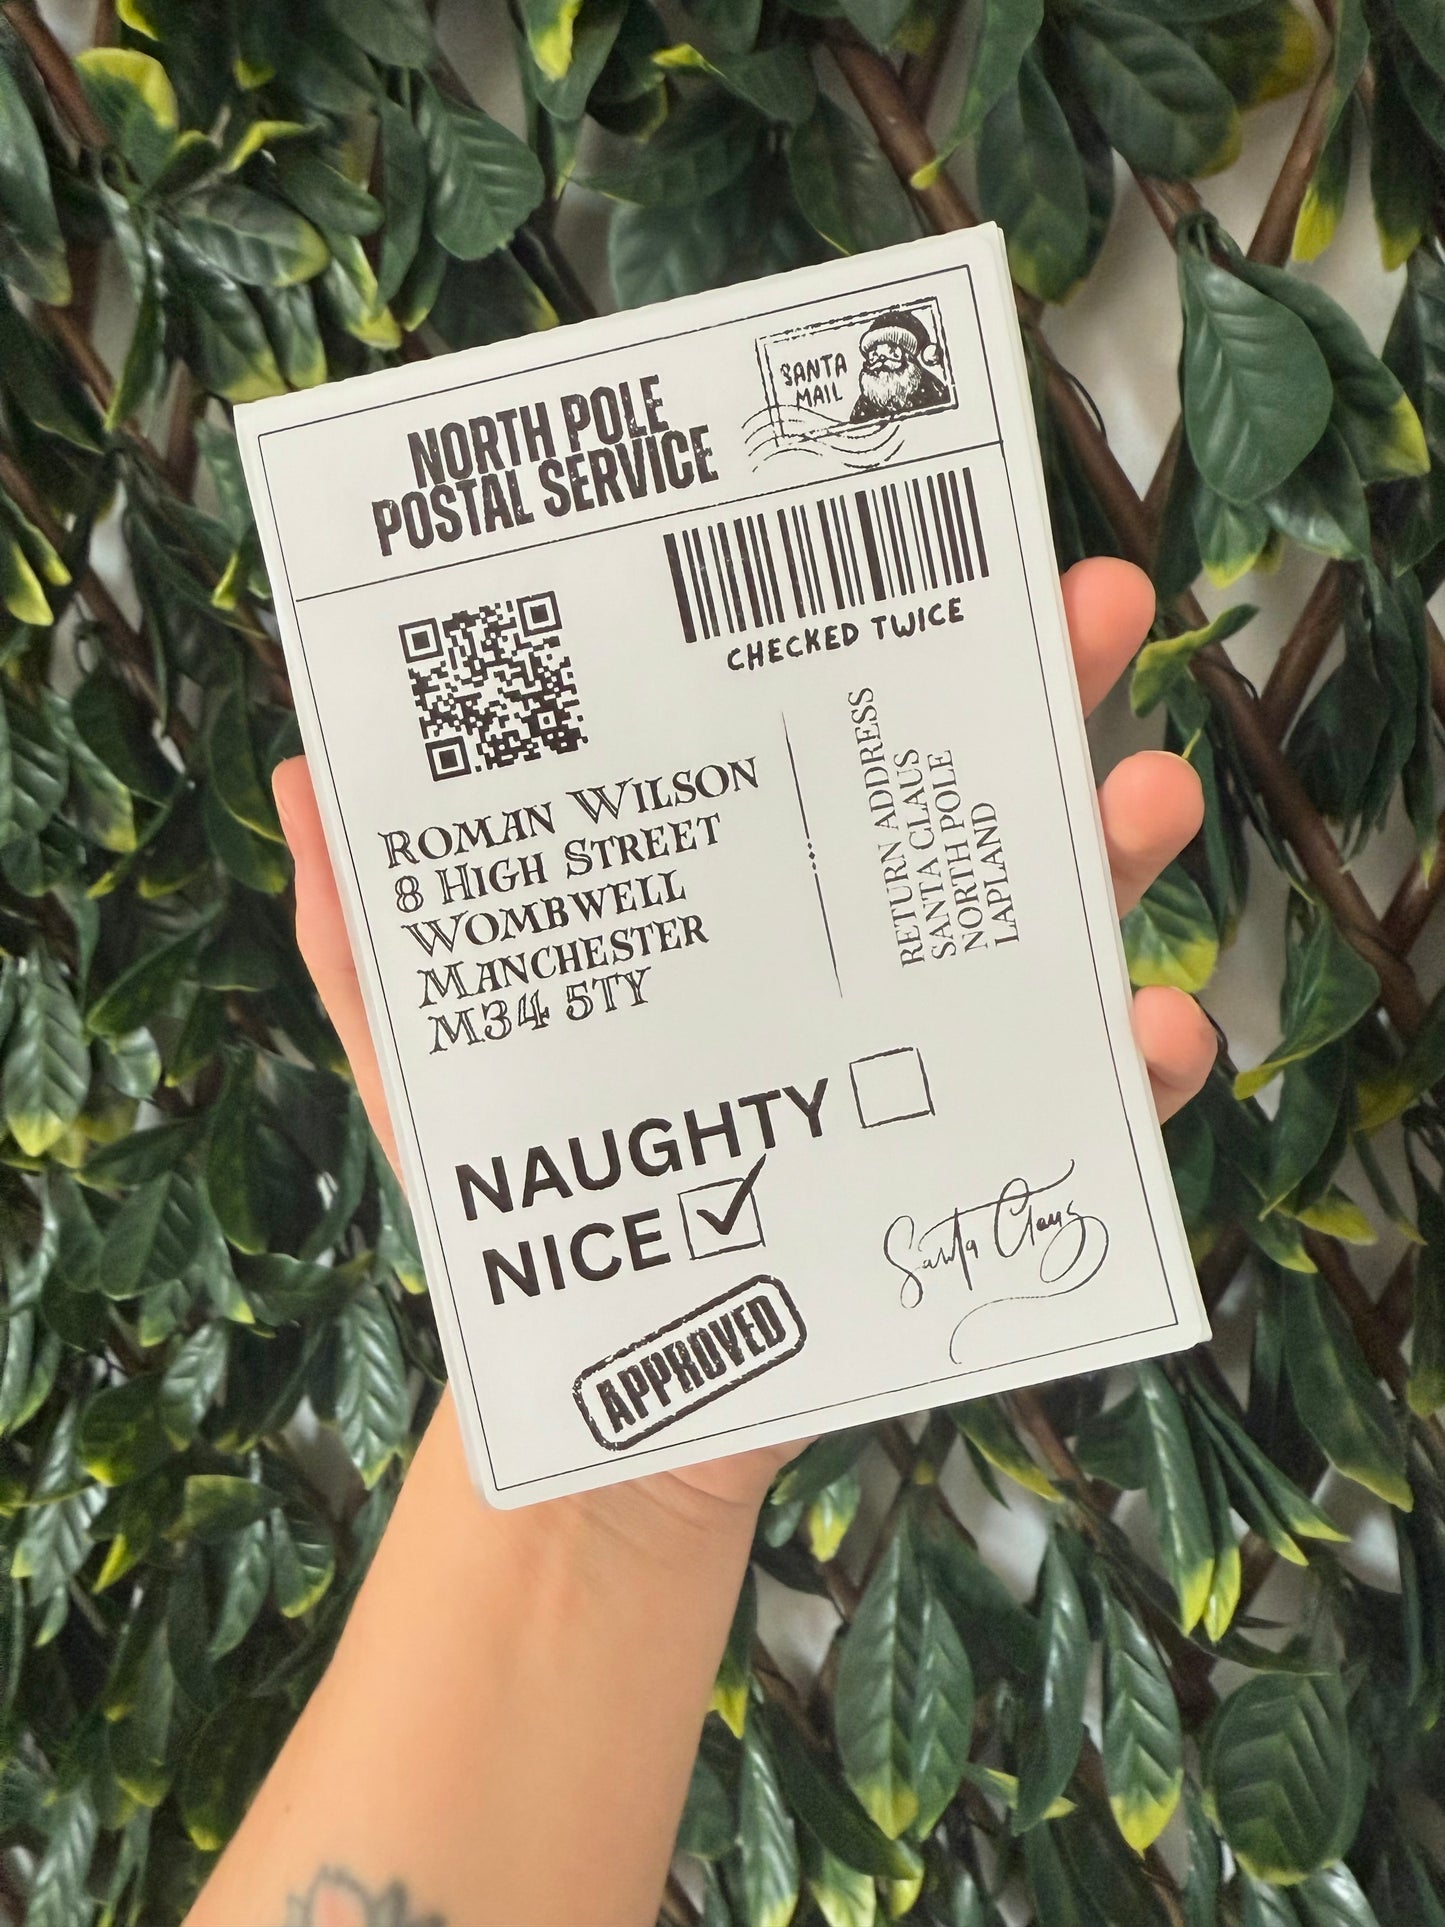 NORTH POLE
POSTAL SERVICE
SANTA
MAIL
CHECKED TWICE
ROMAN WILSON
8 HIGH STREET
WOMBWELL
MANCHESTER
M34 5TY
RETURN ADDRESS
SANTA CLAUS
NORTH POLE
LAPLAND
NAUGHTY
NICE
Santa Claus
APPROVED